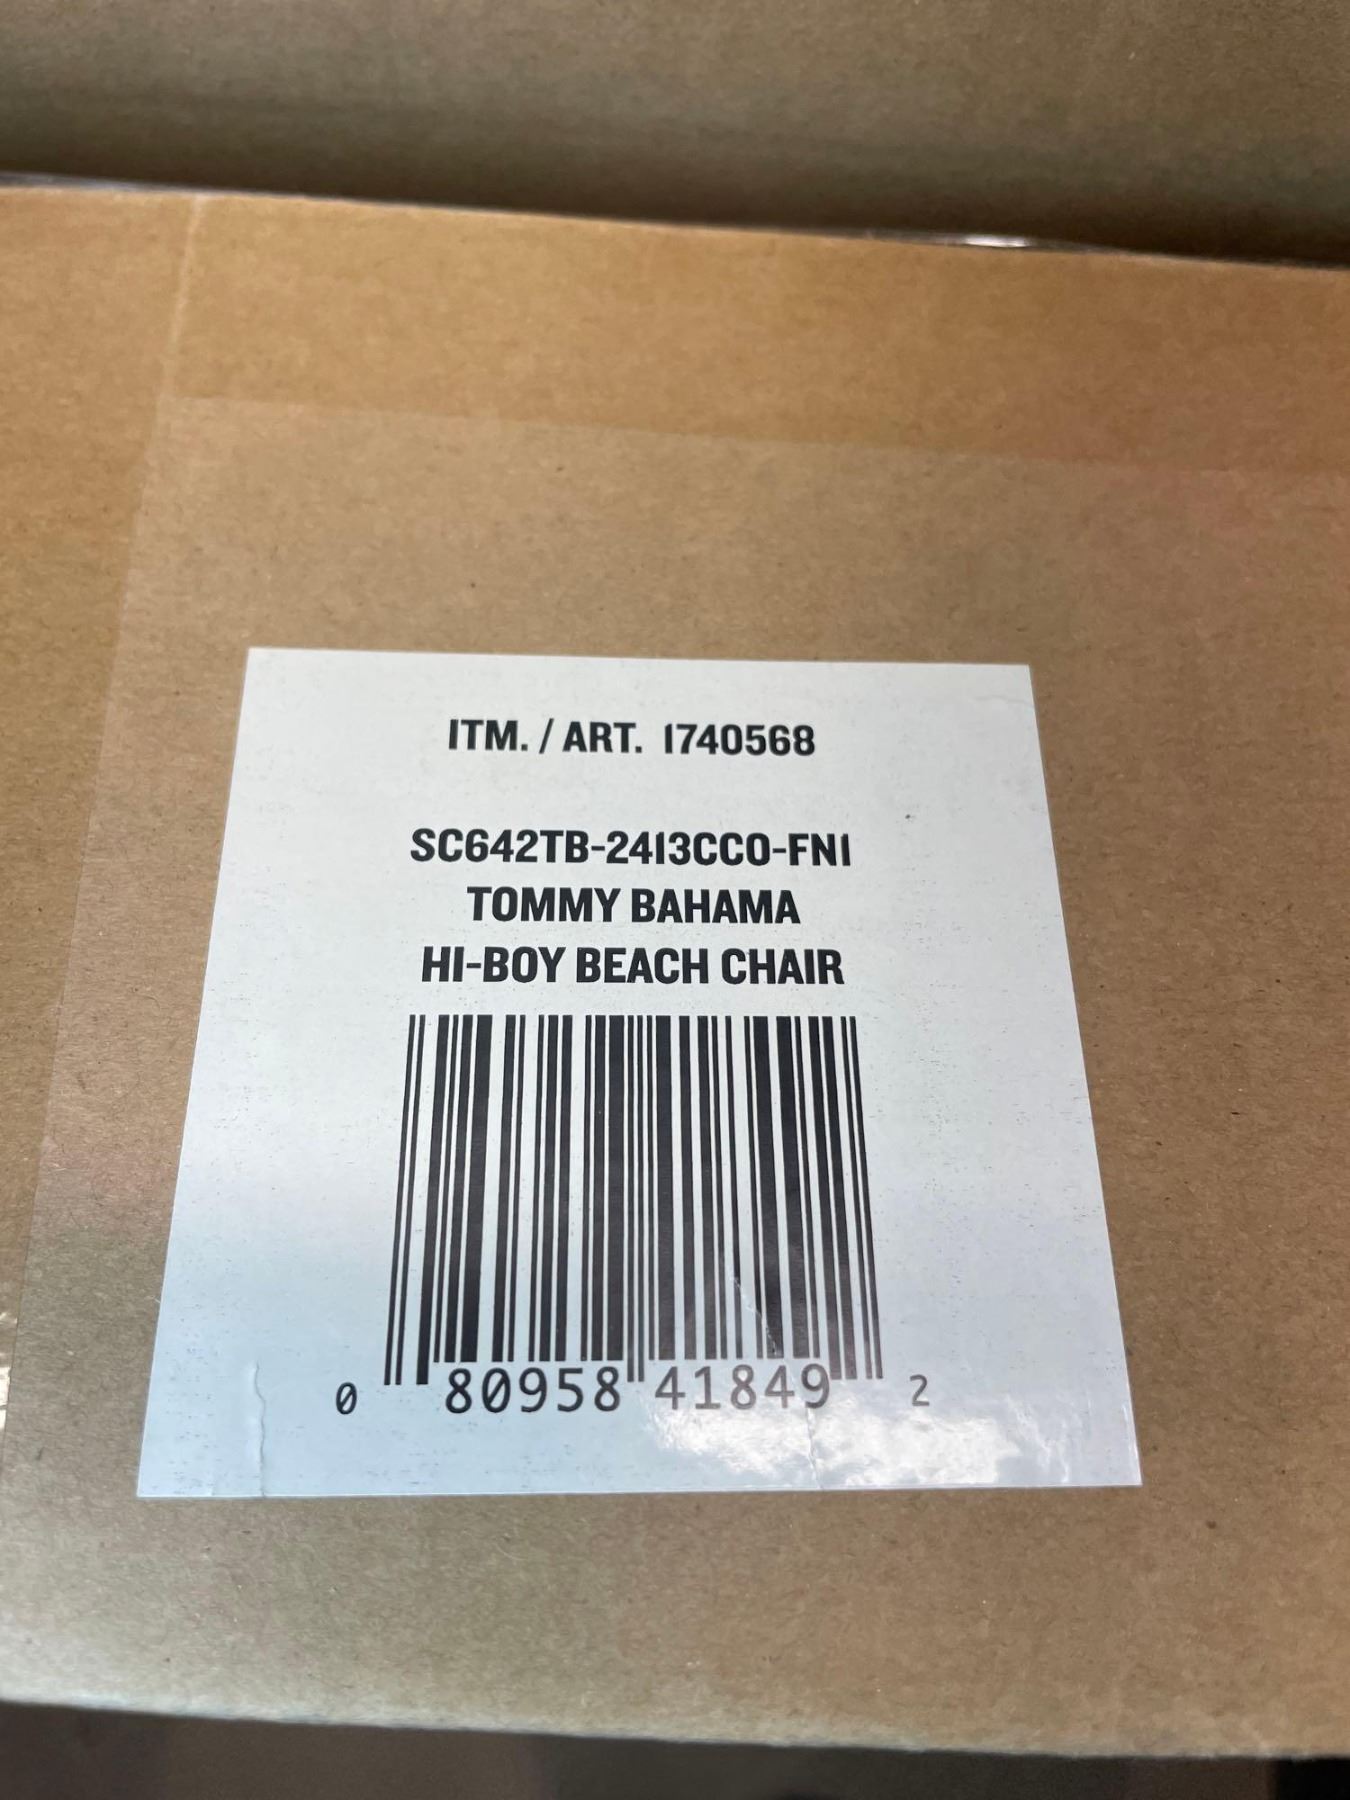 ITM. / ART. 1740568
SC642TB-2413CCO-FN1
TOMMY BAHAMA
HI-BOY BEACH CHAIR
0 80958 41849 2